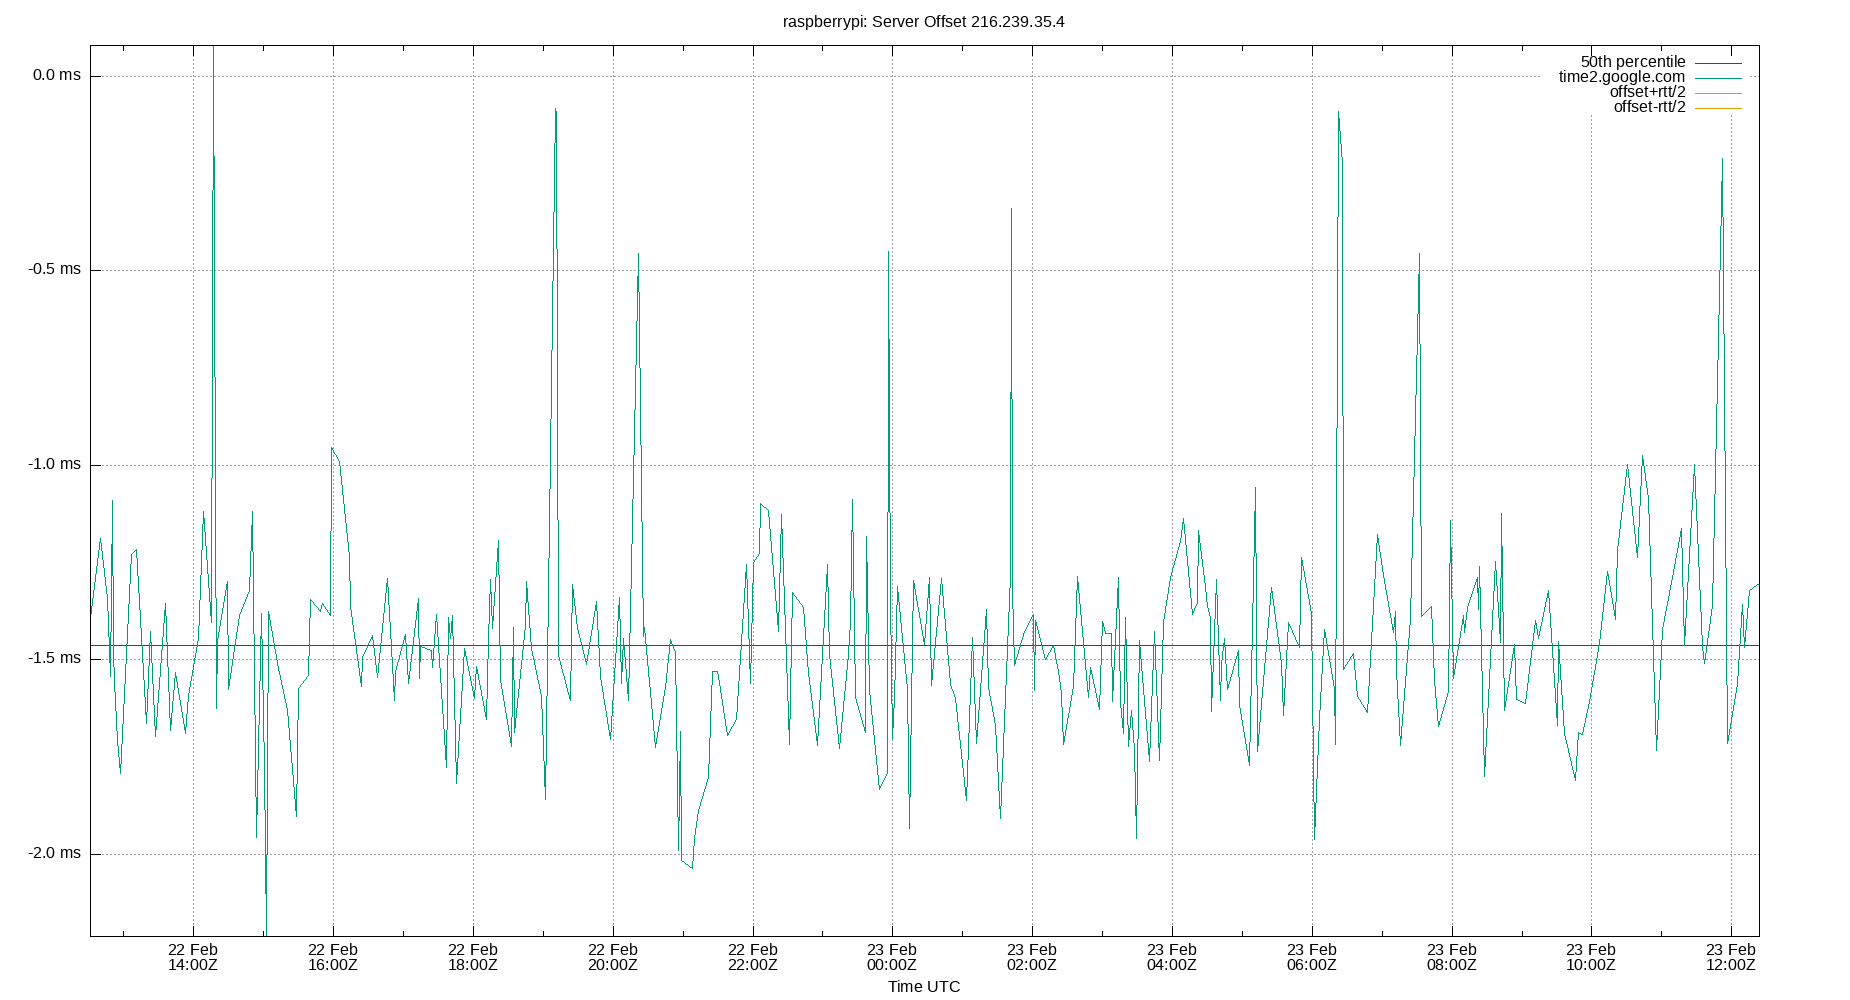 raspberrypi: Server Offset 216.239.35.4
0.0 ms
-0.5 ms
-1.0 ms
-1.5 ms
-2.0 ms
50th percentile
time2.google.com
offset+rtt/2
offset-rtt/2
22 Feb 22 Feb 22 Feb 22 Feb 22 Feb 23 Feb 23 Feb 23 Feb 23 Feb 23 Feb 23 Feb 23 Feb
14:00Z 16:00Z 18:00Z 20:00Z 22:00Z 00:00Z 02:00Z 04:00Z 06:00Z 08:00Z 10:00Z 12:00Z
Time UTC